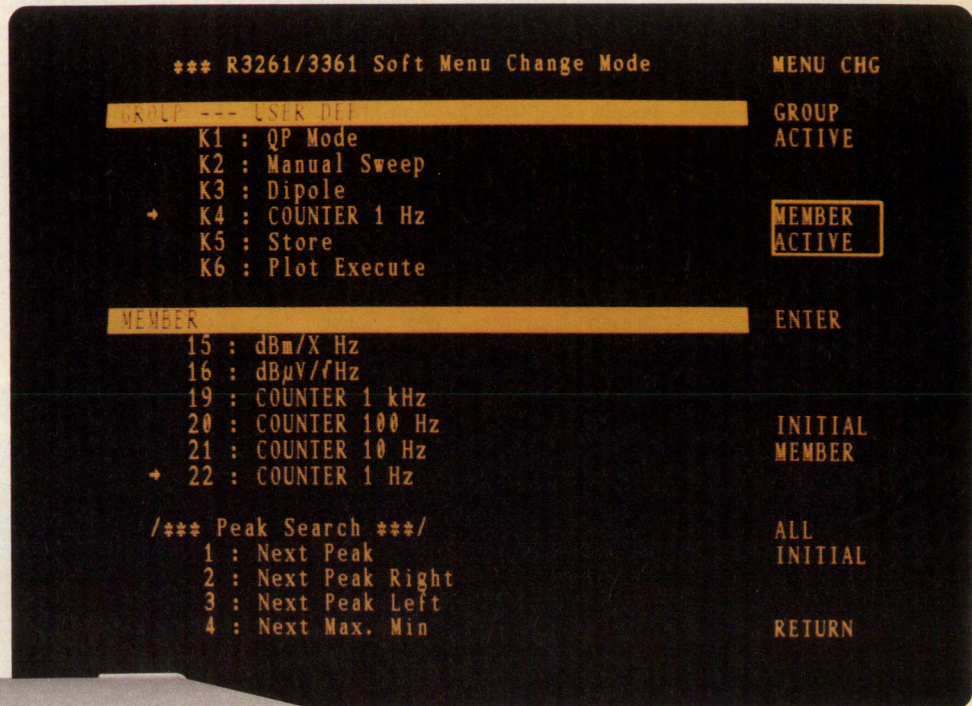 *** R3261/3361 Soft Menu Change Mode
GROUP --- USER DEF
K1 : QP Mode
K2 : Manual Sweep
K3 : Dipole
→ K4 : COUNTER 1 Hz
K5 : Store
K6 : Plot Execute
MEMBER
15 : dBm/X Hz
16 : dBμV/√Hz
19 : COUNTER 1 kHz
20 : COUNTER 100 Hz
21 : COUNTER 10 Hz
→ 22 : COUNTER 1 Hz
/*** Peak Search ***/
1 : Next Peak
2 : Next Peak Right
3 : Next Peak Left
4 : Next Max. Min
MENU CHG
GROUP
ACTIVE
MEMBER
ACTIVE
ENTER
INITIAL
MEMBER
ALL
INITIAL
RETURN